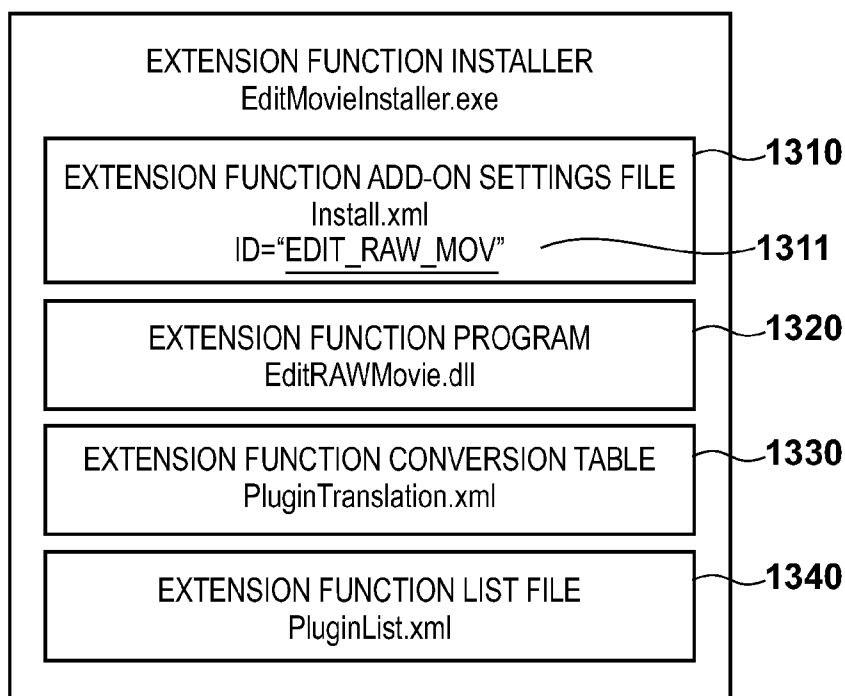 EXTENSION FUNCTION INSTALLER
EditMovieInstaller.exe
1310
EXTENSION FUNCTION ADD-ON SETTINGS FILE
Install.xml
ID=“EDIT_RAW_MOV”
1311
1320
EXTENSION FUNCTION PROGRAM
EditRAWMovie.dll
1330
EXTENSION FUNCTION CONVERSION TABLE
PluginTranslation.xml
1340
EXTENSION FUNCTION LIST FILE
PluginList.xml